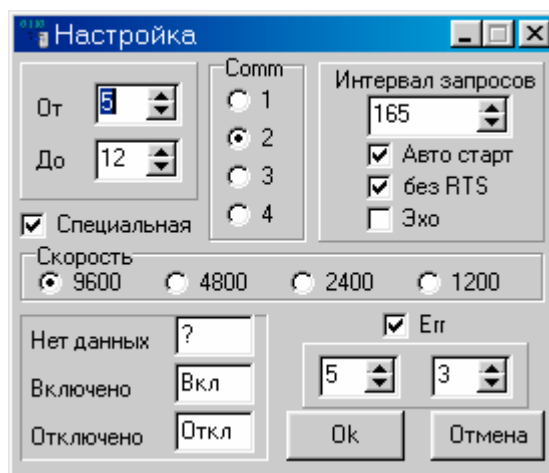 Настройка
От 5
До 12
Специальная
Comm
1
2
3
4
Интервал запросов
165
Авто старт
без RTS
Эхо
Скорость
9600 4800 2400 1200
Нет данных ?
Включено Вкл
Отключено Откл
Err
5 3
Ok Отмена